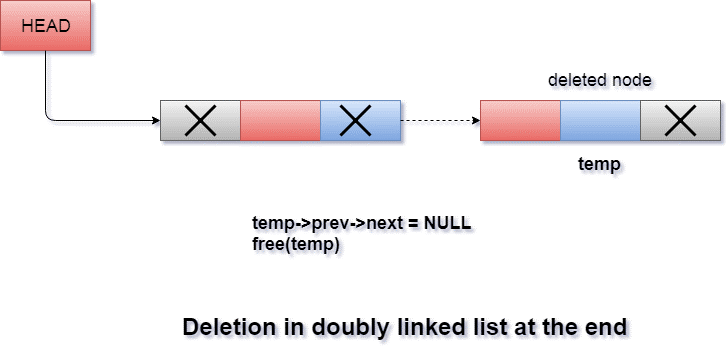 HEAD
deleted node
temp
temp->prev->next = NULL
free(temp)
Deletion in doubly linked list at the end